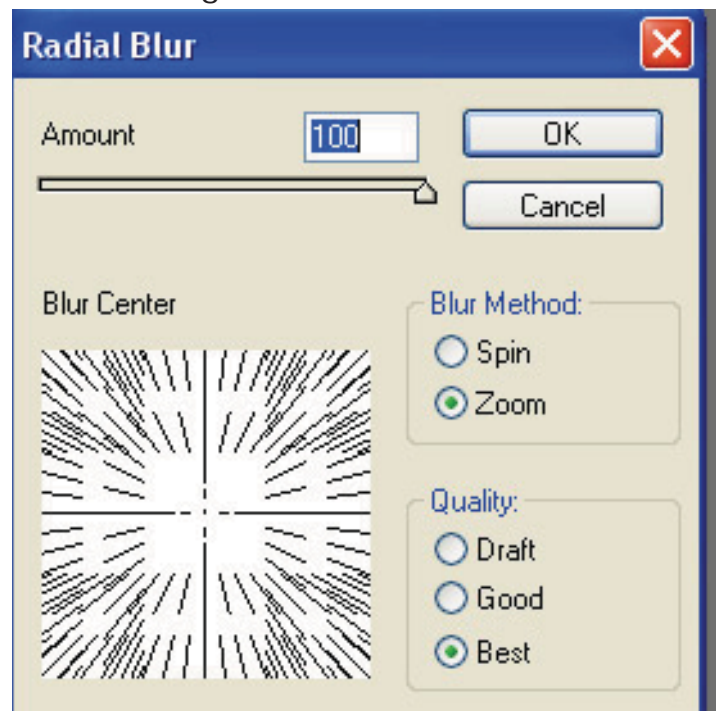 Radial Blur
Amount 100 OK
Cancel
Blur Center
Blur Method:
Spin
Zoom
Quality:
Draft
Good
Best